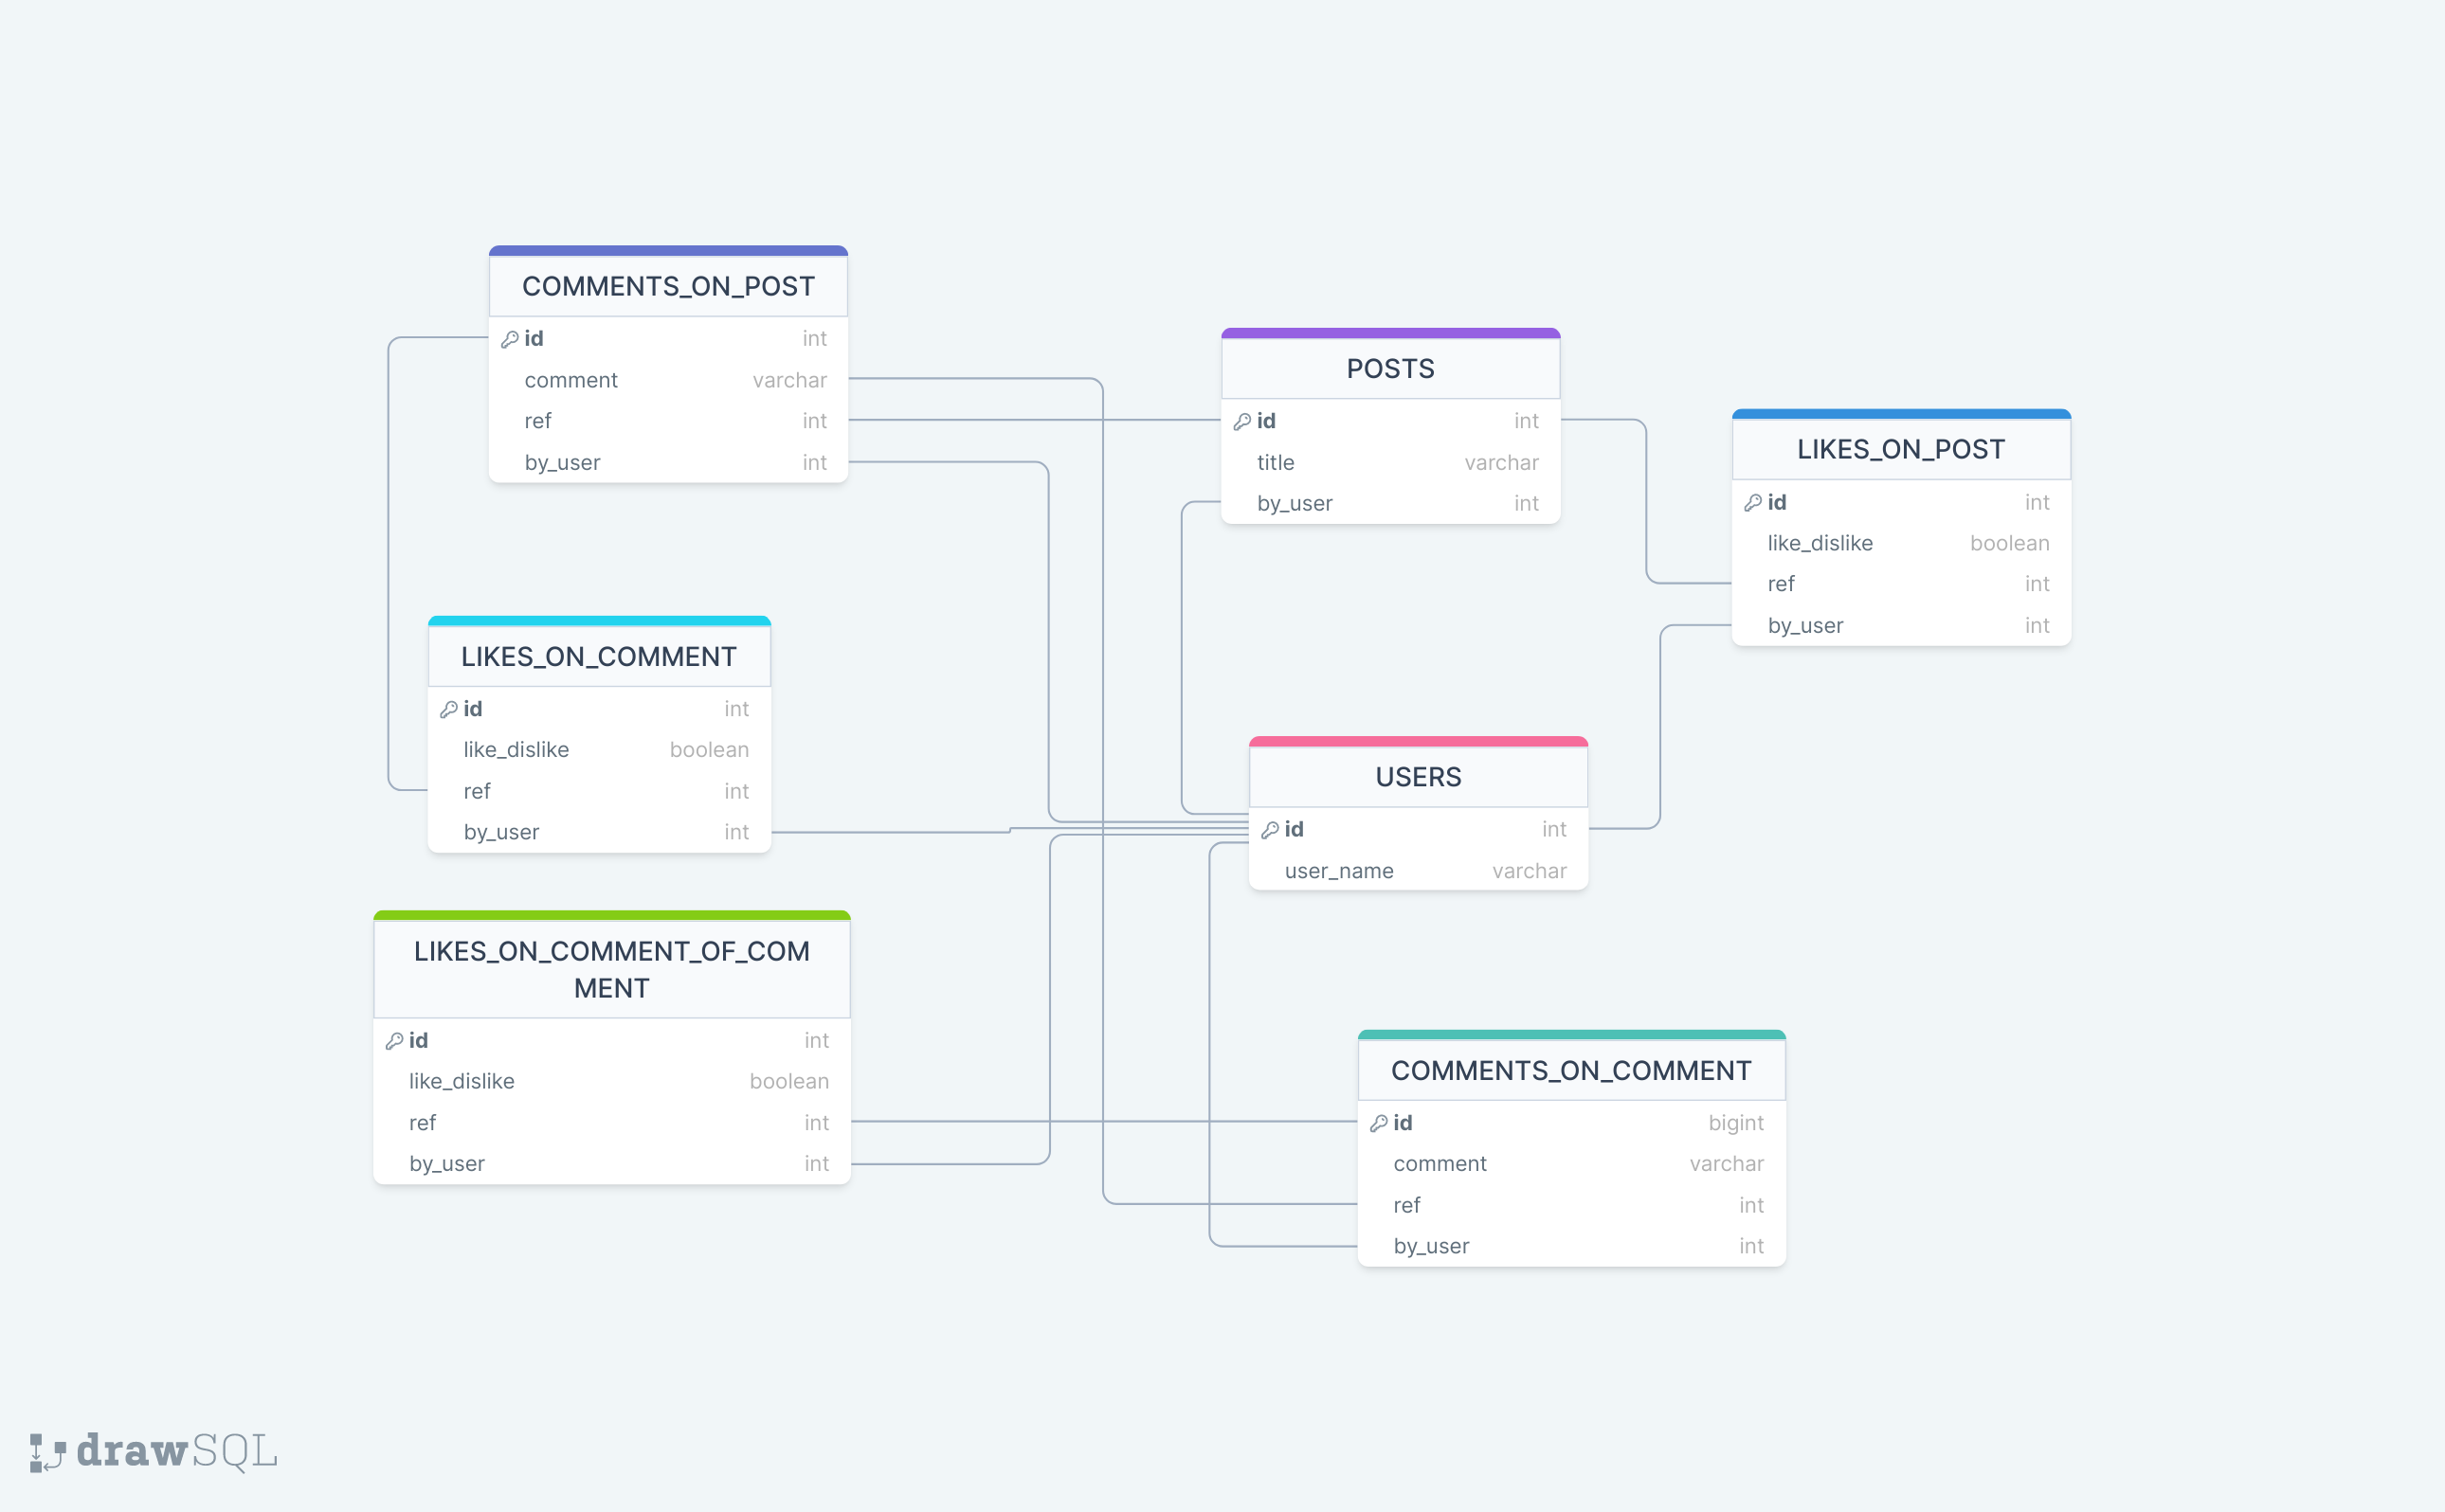 COMMENTS_ON_POST
id int
comment varchar
ref int
by_user int
POSTS
id int
title varchar
by_user int
LIKES_ON_POST
id int
like_dislike boolean
ref int
by_user int
LIKES_ON_COMMENT
id int
like_dislike boolean
ref int
by_user int
USERS
id int
user_name varchar
LIKES_ON_COMMENT_OF_COM
MENT
id int
like_dislike boolean
ref int
by_user int
COMMENTS_ON_COMMENT
id bigint
comment varchar
ref int
by_user int
drawSQL